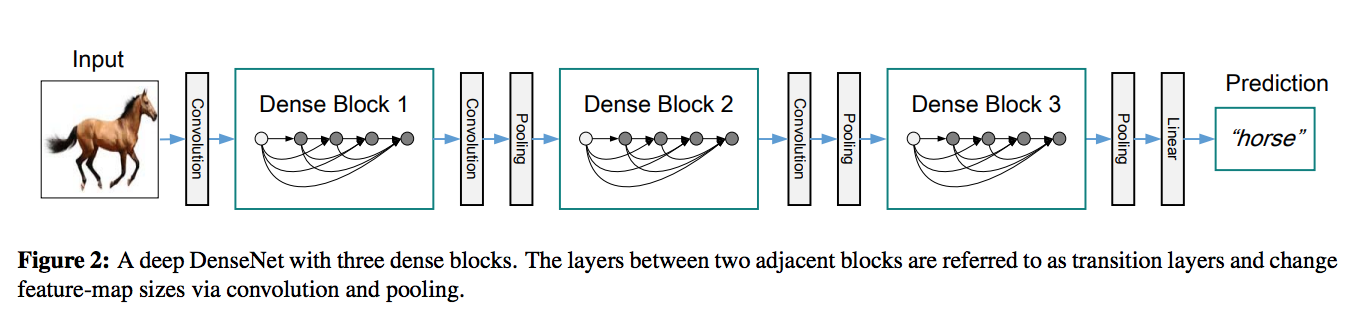 Input
Prediction
Convolution
Dense Block 1
Convolution
Pooling
Dense Block 2
Convolution
Pooling
Dense Block 3
Pooling
Linear
“horse”
Figure 2: A deep DenseNet with three dense blocks. The layers between two adjacent blocks are referred to as transition layers and change
feature-map sizes via convolution and pooling.